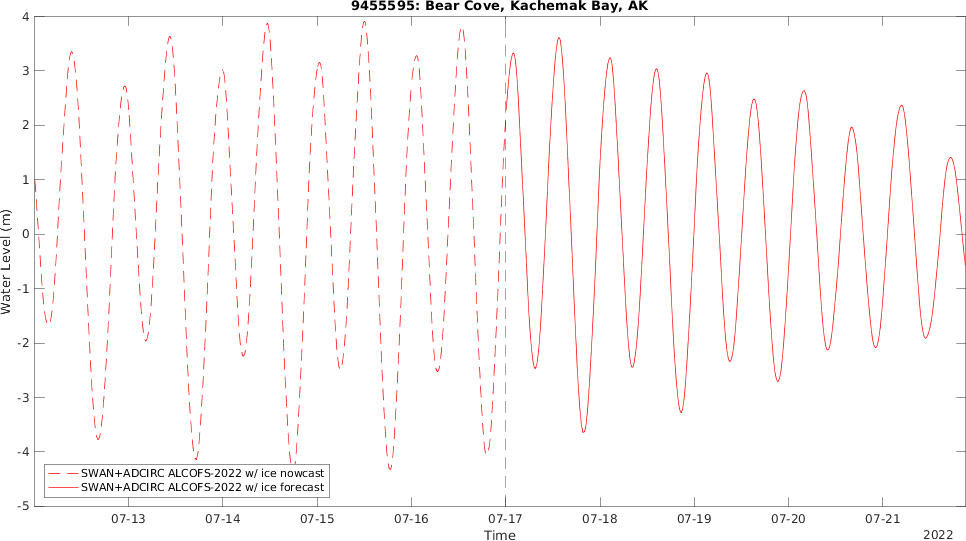 9455595: Bear Cove, Kachemak Bay, AK
4
3
2
1
0
-1
-2
-3
-4
-5
Water Level (m)
SWAN+ADCIRC ALCOFS-2022 w/ ice nowcast
SWAN+ADCIRC ALCOFS-2022 w/ ice forecast
07-13 07-14 07-15 07-16 07-17 07-18 07-19 07-20 07-21
Time
2022